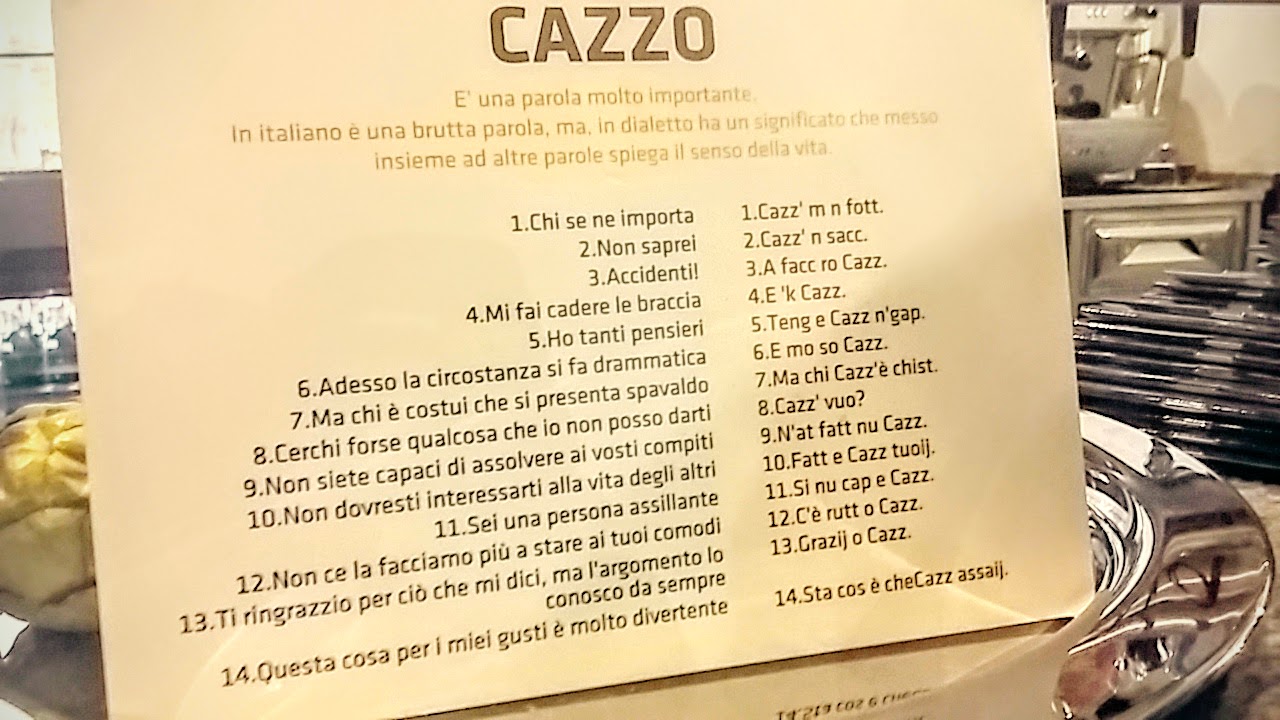 CAZZO
E' una parola molto importante.
In italiano è una brutta parola, ma, in dialetto ha un significato che messo
insieme ad altre parole spiega il senso della vita.
1.Chi se ne importa
2.Non saprei
3.Accidenti!
4.Mi fai cadere le braccia
5.Ho tanti pensieri
6.Adesso la circostanza si fa drammatica
7.Ma chi è costui che si presenta spavaldo
8.Cerchi forse qualcosa che io non posso darti
9.Non siete capaci di assolvere ai vosti compiti
10.Non dovresti interessarti alla vita degli altri
11.Sei una persona assillante
12.Non ce la facciamo più a stare ai tuoi comodi
13.Ti ringrazzio per ciò che mi dici, ma l'argomento lo
conosco da sempre
14.Questa cosa per i miei gusti è molto divertente
1.Cazz' m n fott.
2.Cazz' n sacc.
3.A facc ro Cazz.
4.E 'k Cazz.
5.Teng e Cazz n'gap.
6.E mo so Cazz.
7.Ma chi Cazz'è chist.
8.Cazz' vuo?
9.N'at fatt nu Cazz.
10.Fatt e Cazz tuoij.
11.Si nu cap e Cazz.
12.C'è rutt o Cazz.
13.Grazij o Cazz.
14.Sta cos è cheCazz assaij.